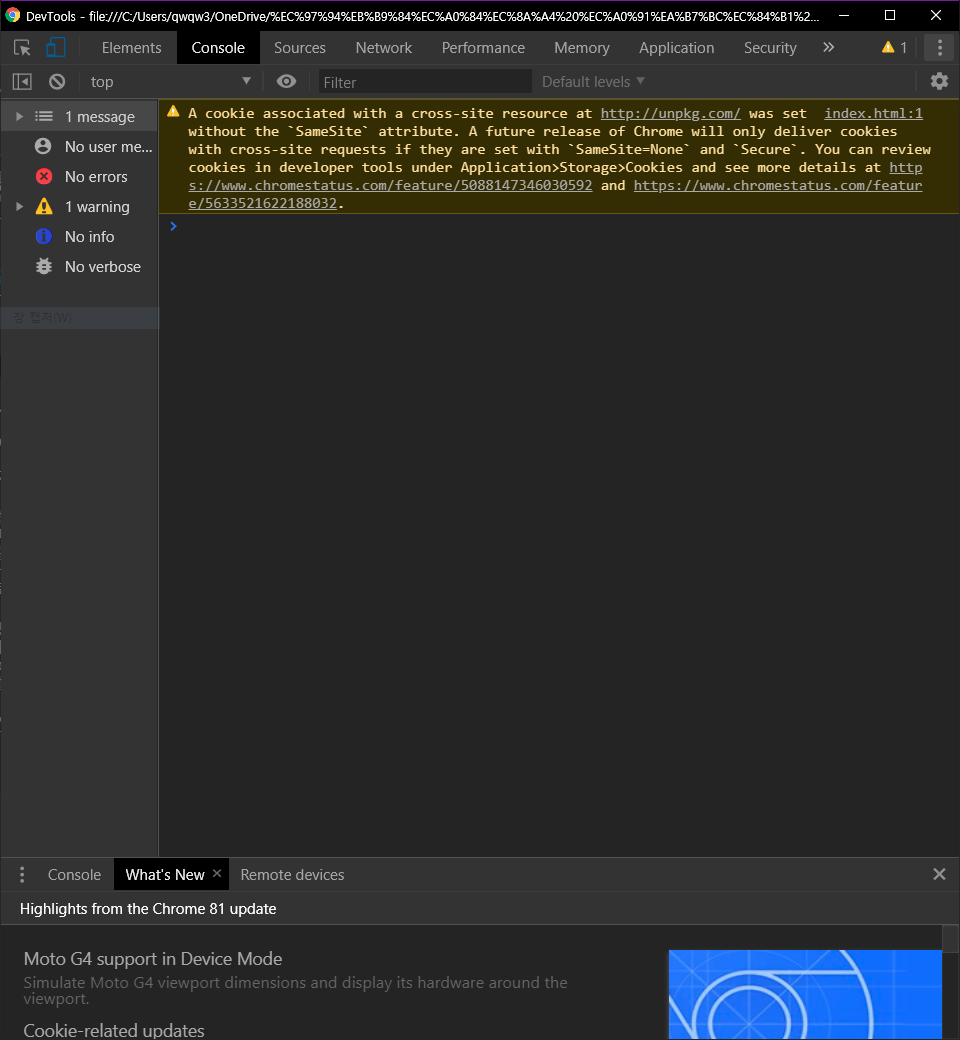 DevTools - file:///C:/Users/qwqw3/OneDrive/%EC%97%94%EB%B9%84%EC%A0%84%EC%8A%A4%20%EC%A0%91%EA%B7%BC%EC%84%B1%2...
Elements Console Sources Network Performance Memory Application Security » 1
top Filter Default levels
1 message
No user me...
No errors
1 warning
No info
No verbose
창 캡처(W)
A cookie associated with a cross-site resource at http://unpkg.com/ was set index.html:1
without the `SameSite` attribute. A future release of Chrome will only deliver cookies
with cross-site requests if they are set with `SameSite=None` and `Secure`. You can review
cookies in developer tools under Application>Storage>Cookies and see more details at http
s://www.chromestatus.com/feature/5088147346030592 and https://www.chromestatus.com/featur
e/5633521622188032.
Console What's New Remote devices
Highlights from the Chrome 81 update
Moto G4 support in Device Mode
Simulate Moto G4 viewport dimensions and display its hardware around the
viewport.
Cookie-related updates